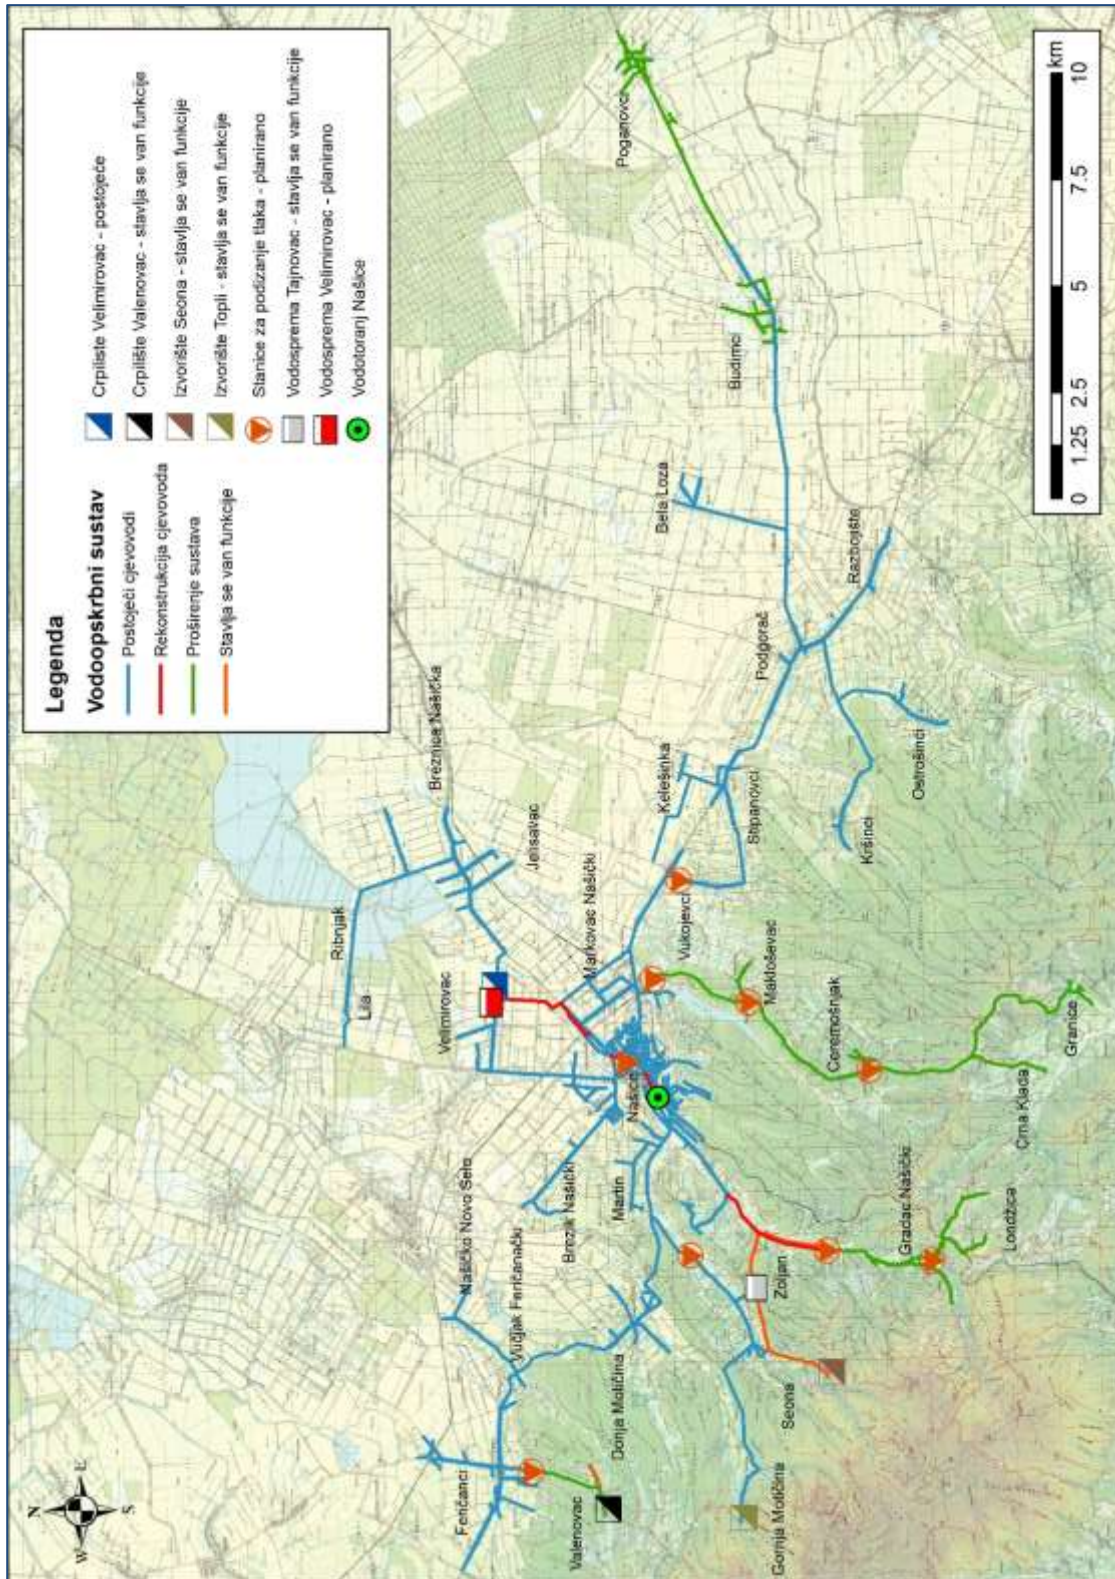 Legenda
Vodoopskrbni sustav
Postojeći cjevovodi
Rekonstrukcija cjevovoda
Proširenje sustava
Stavlja se van funkcije
Crpilište Velimirovac - postojeće
Crpilište Valenovac - stavlja se van funkcije
Izvorište Seona - stavlja se van funkcije
Izvorište Topli - stavlja se van funkcije
Stanice za podizanje tlaka - planirano
Vodosprema Tajnovac - stavlja se van funkcije
Vodosprema Velimirovac - planirano
Vodotoranj Našice
N
W
E
S
Feričanci
Valenovac
Našičko Novo Selo
Vučjak Feričanački
Donja Motičina
Gornja Motičina
Seona
Brezik Našički
Martin
Zoljan
Gradac Našički
Londžica
Lila
Ribnjak
Velimirovac
Breznica Našička
Jelisavac
Markovac Našički
Našice
Vukojevci
Makloševac
Ceremošnjak
Crna Klada
Granice
Kelešinka
Stipanovci
Podgorač
Kršinci
Ostrošinci
Razbojište
Bela Loza
Budimci
Poganovci
0 1.25 2.5 5 7.5 10
km